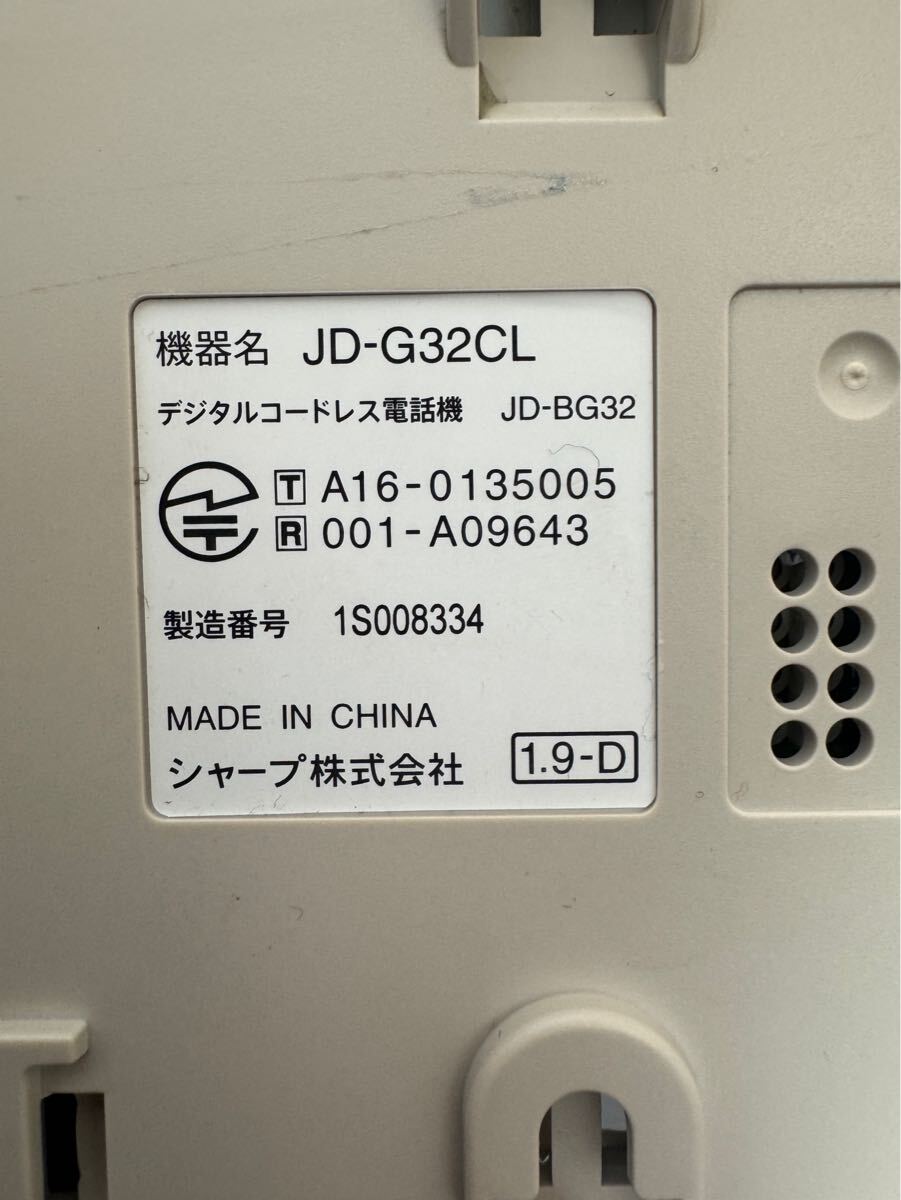 機器名 JD-G32CL
デジタルコードレス電話機 JD-BG32
T A16-0135005
R 001-A09643
製造番号 1S008334
MADE IN CHINA
シャープ株式会社 1.9-D